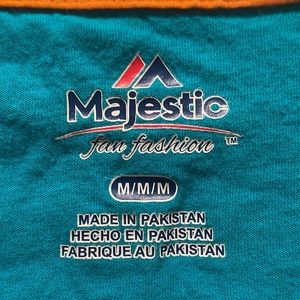 Majestic
fan fashion ™
M/M/M
MADE IN PAKISTAN
HECHO EN PAKISTAN
FABRIQUE AU PAKISTAN